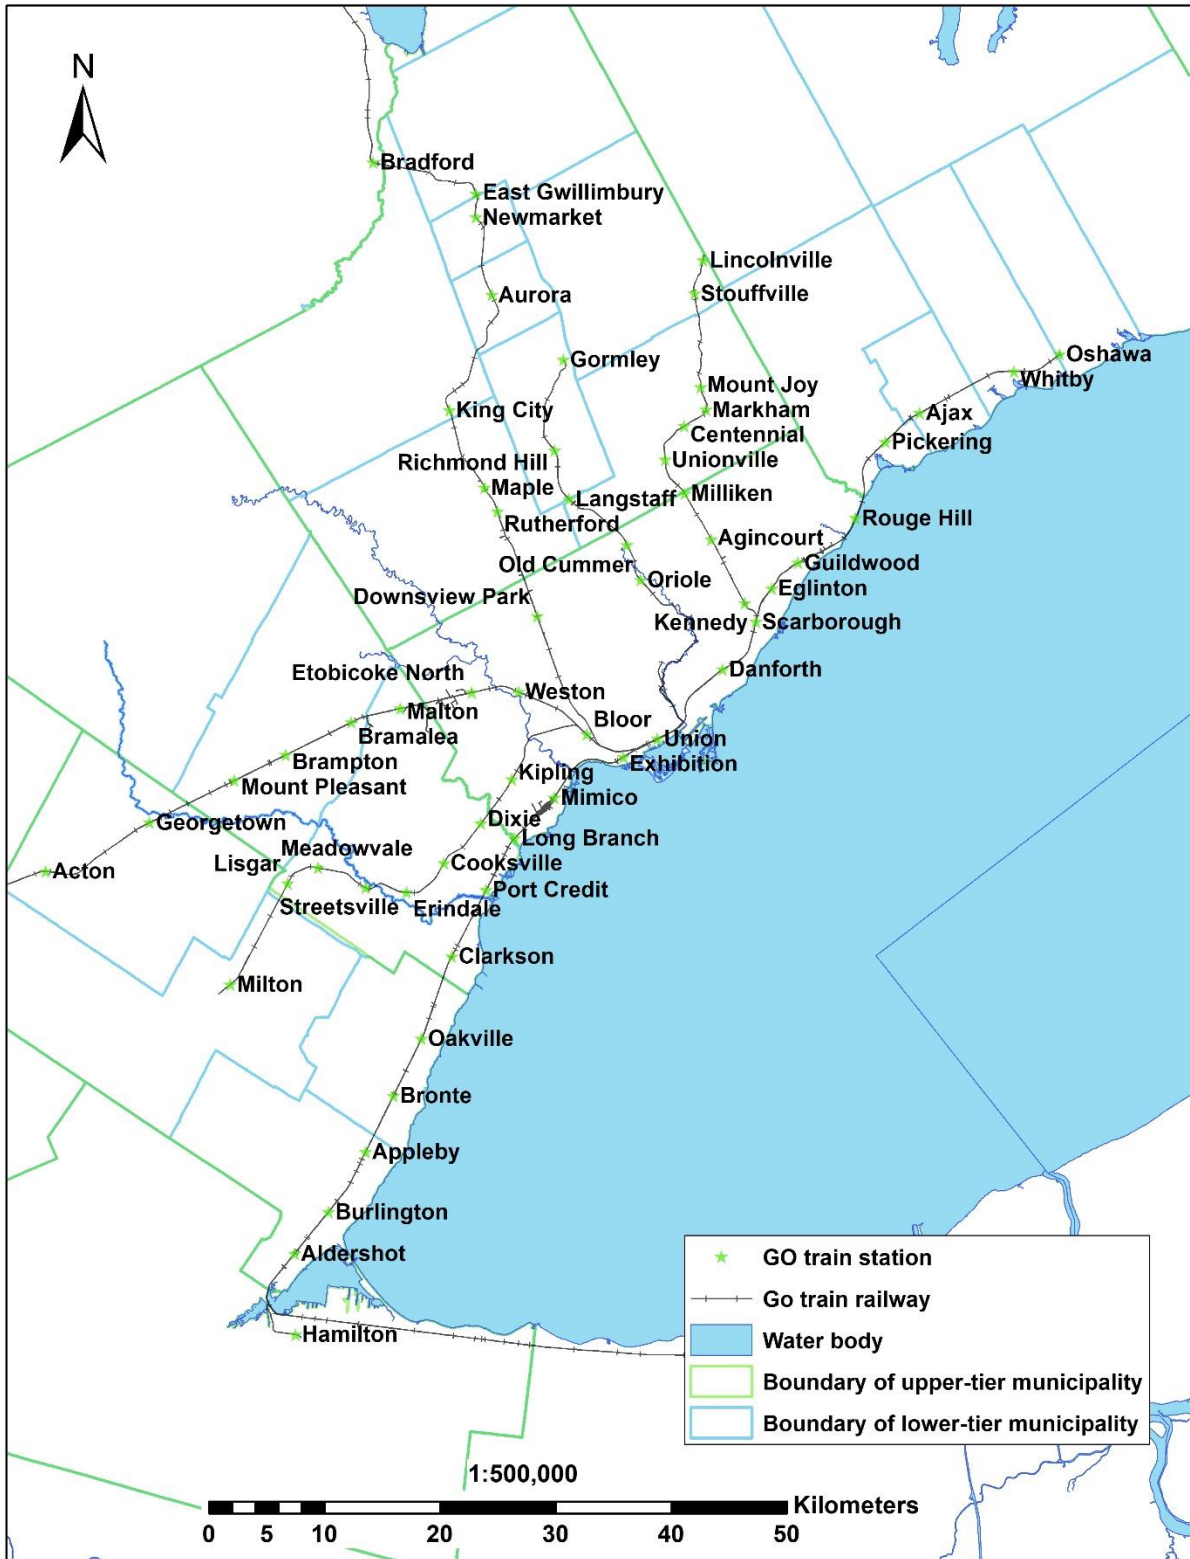 N
Bradford
East Gwillimbury
Newmarket
Lincolnville
Aurora
Stouffville
Gormley
Oshawa
Whitby
Mount Joy
King City
Markham
Ajax
Centennial
Pickering
Richmond Hill
Unionville
Maple
Langstaff
Milliken
Rutherford
Rouge Hill
Agincourt
Old Cummer
Guildwood
Oriole
Eglinton
Downsview Park
Kennedy
Scarborough
Etobicoke North
Danforth
Weston
Malton
Bloor
Bramalea
Union
Brampton
Exhibition
Kipling
Mount Pleasant
Mimico
Georgetown
Dixie
Long Branch
Meadowvale
Lisgar
Cooksville
Acton
Port Credit
Streetsville
Erindale
Clarkson
Milton
Oakville
Bronte
Appleby
Burlington
Aldershot
Hamilton
GO train station
Go train railway
Water body
Boundary of upper-tier municipality
Boundary of lower-tier municipality
1:500,000
Kilometers
0 5 10 20 30 40 50